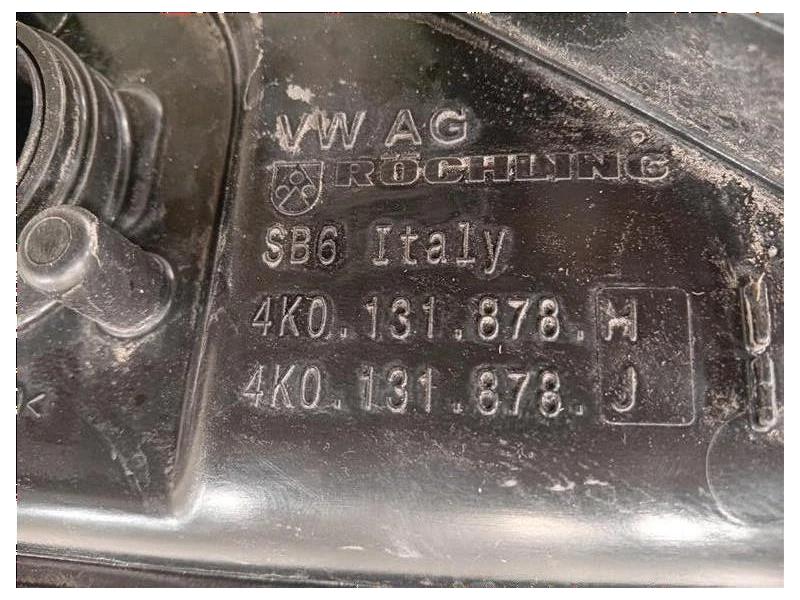 VW AG
RÖCHLING
SB6 Italy
4K0.131.878.H
4K0.131.878.J